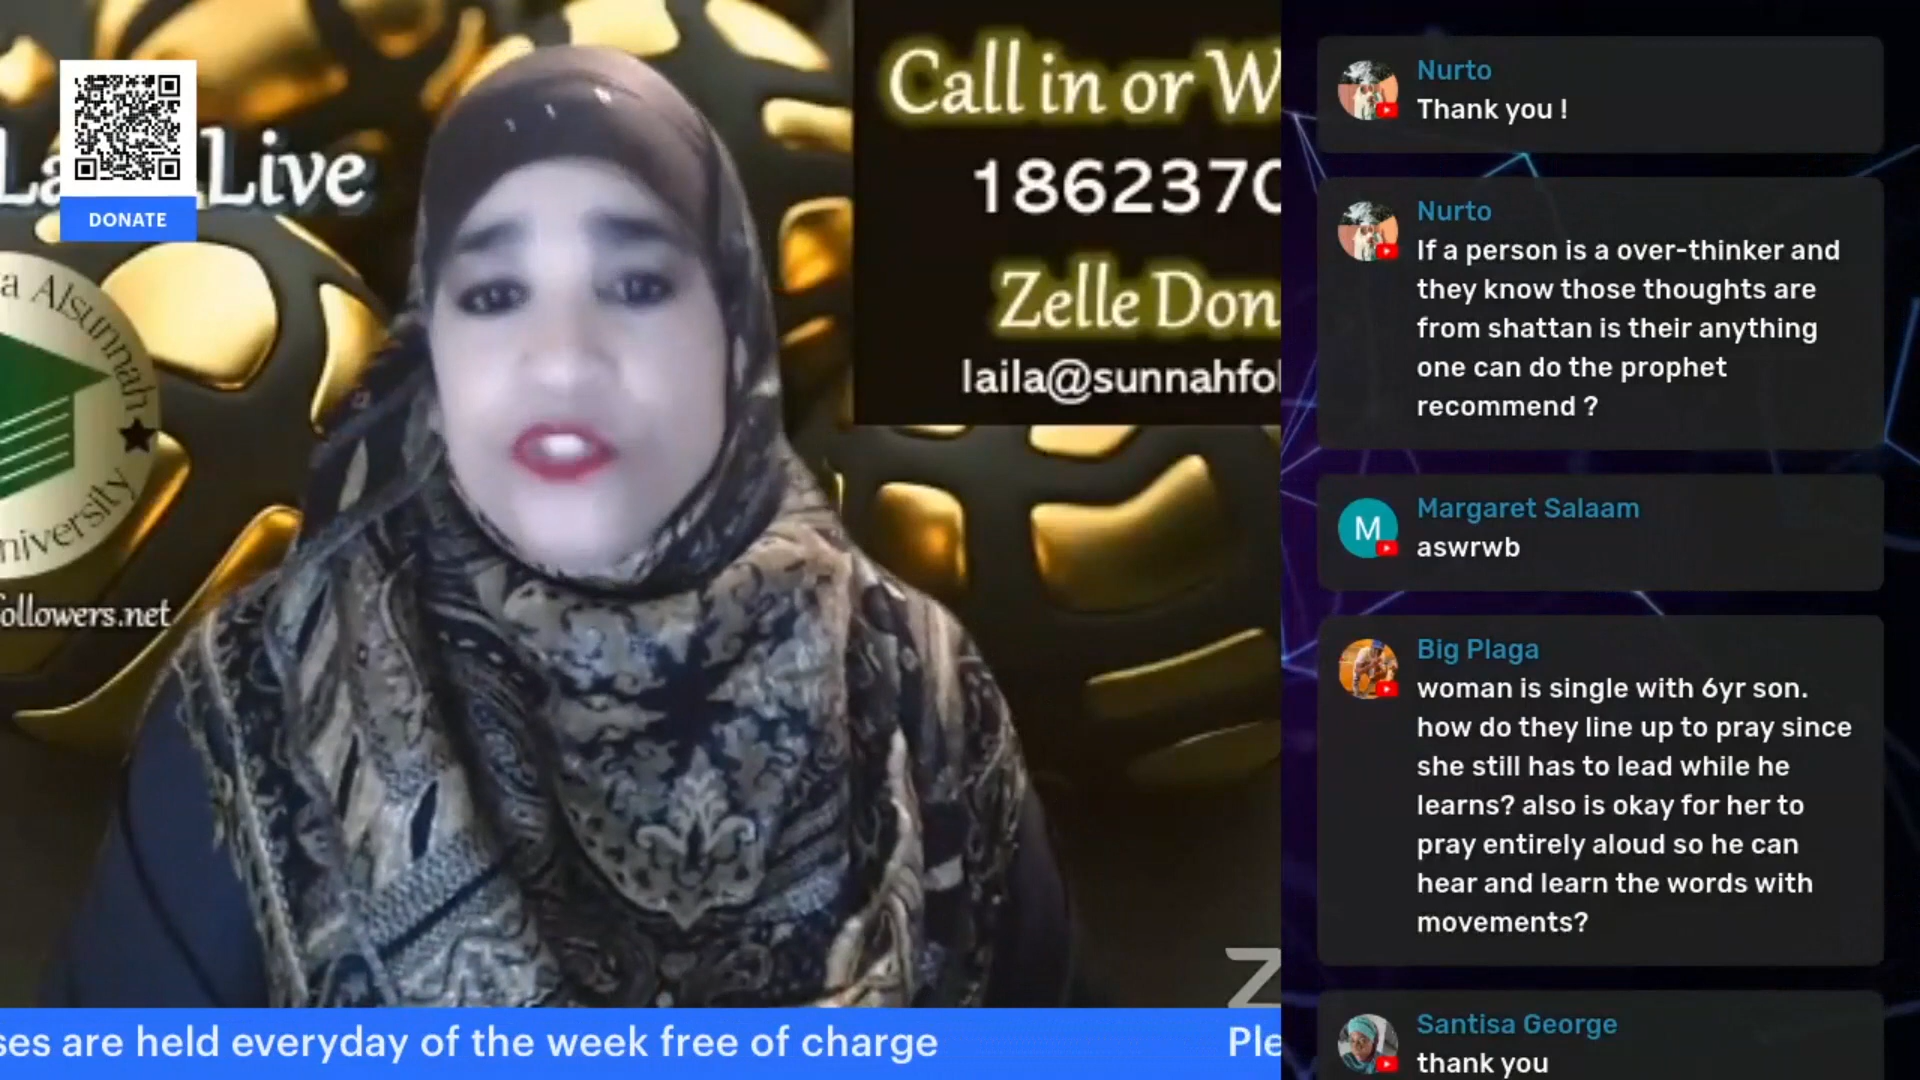 Live
DONATE
a Alsunnah
niversity
ollowers.net
Call in or W
1862370
Zelle Don
laila@sunnahfol
Z
ses are held everyday of the week free of charge
Ple
Nurto
Thank you !
Nurto
If a person is a over-thinker and
they know those thoughts are
from shattan is their anything
one can do the prophet
recommend ?
M
Margaret Salaam
aswrwb
Big Plaga
woman is single with 6yr son.
how do they line up to pray since
she still has to lead while he
learns? also is okay for her to
pray entirely aloud so he can
hear and learn the words with
movements?
Santisa George
thank you